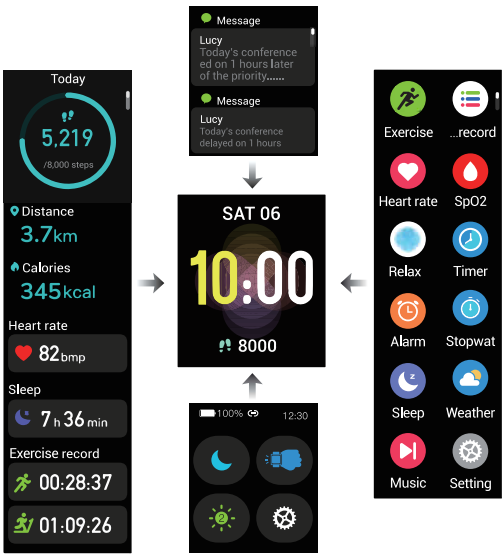 Message
Lucy
Today's conference
ed on 1 hours later
of the priority......
Message
Lucy
Today's conference
delayed on 1 hours
Today
5,219
/8,000 steps
Distance
3.7km
Calories
345kcal
Heart rate
82bmp
Sleep
7h36min
Exercise record
00:28:37
01:09:26
SAT 06
10:00
8000
100% 12:30
2
Exercise ...record
Heart rate SpO2
Relax Timer
Alarm Stopwat
z
Sleep Weather
Music Setting